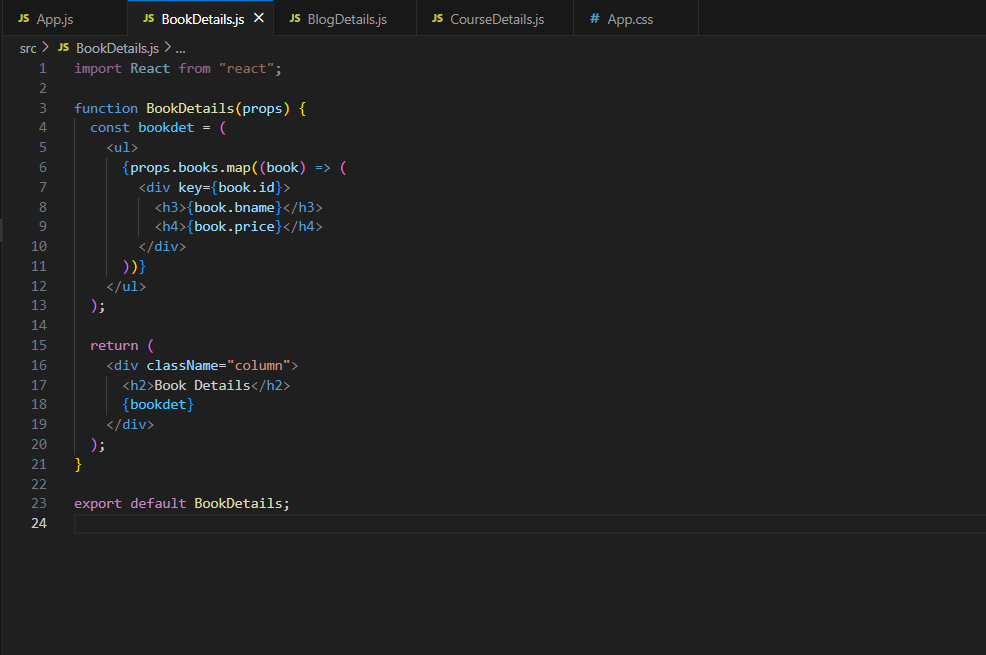 JS App.js JS BookDetails.js × JS BlogDetails.js JS CourseDetails.js # App.css
src > JS BookDetails.js > ...
1 import React from "react";
2
3 function BookDetails(props) {
4   const bookdet = (
5     <ul>
6       {props.books.map((book) => (
7         <div key={book.id}>
8           <h3>{book.bname}</h3>
9           <h4>{book.price}</h4>
10         </div>
11       ))}
12     </ul>
13   );
14
15   return (
16     <div className="column">
17       <h2>Book Details</h2>
18       {bookdet}
19     </div>
20   );
21 }
22
23 export default BookDetails;
24